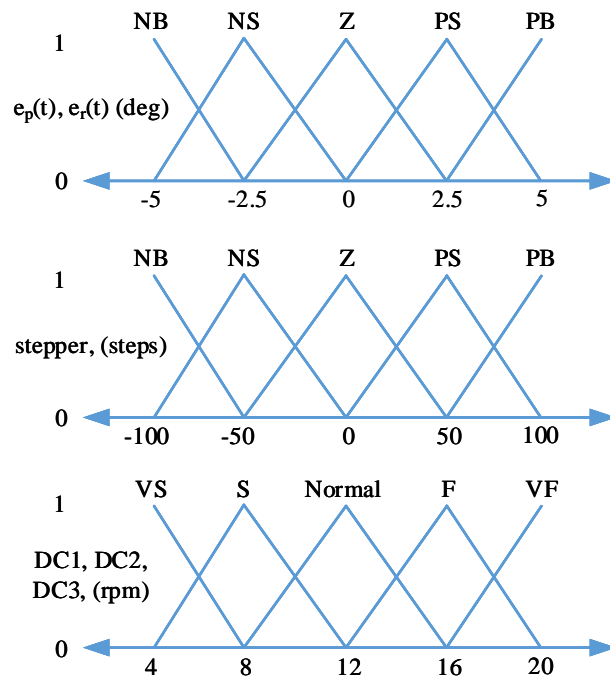 NB NS Z PS PB
1
e_p(t), e_r(t) (deg)
0
-5 -2.5 0 2.5 5
NB NS Z PS PB
1
stepper, (steps)
0
-100 -50 0 50 100
VS S Normal F VF
1
DC1, DC2,
DC3, (rpm)
0
4 8 12 16 20